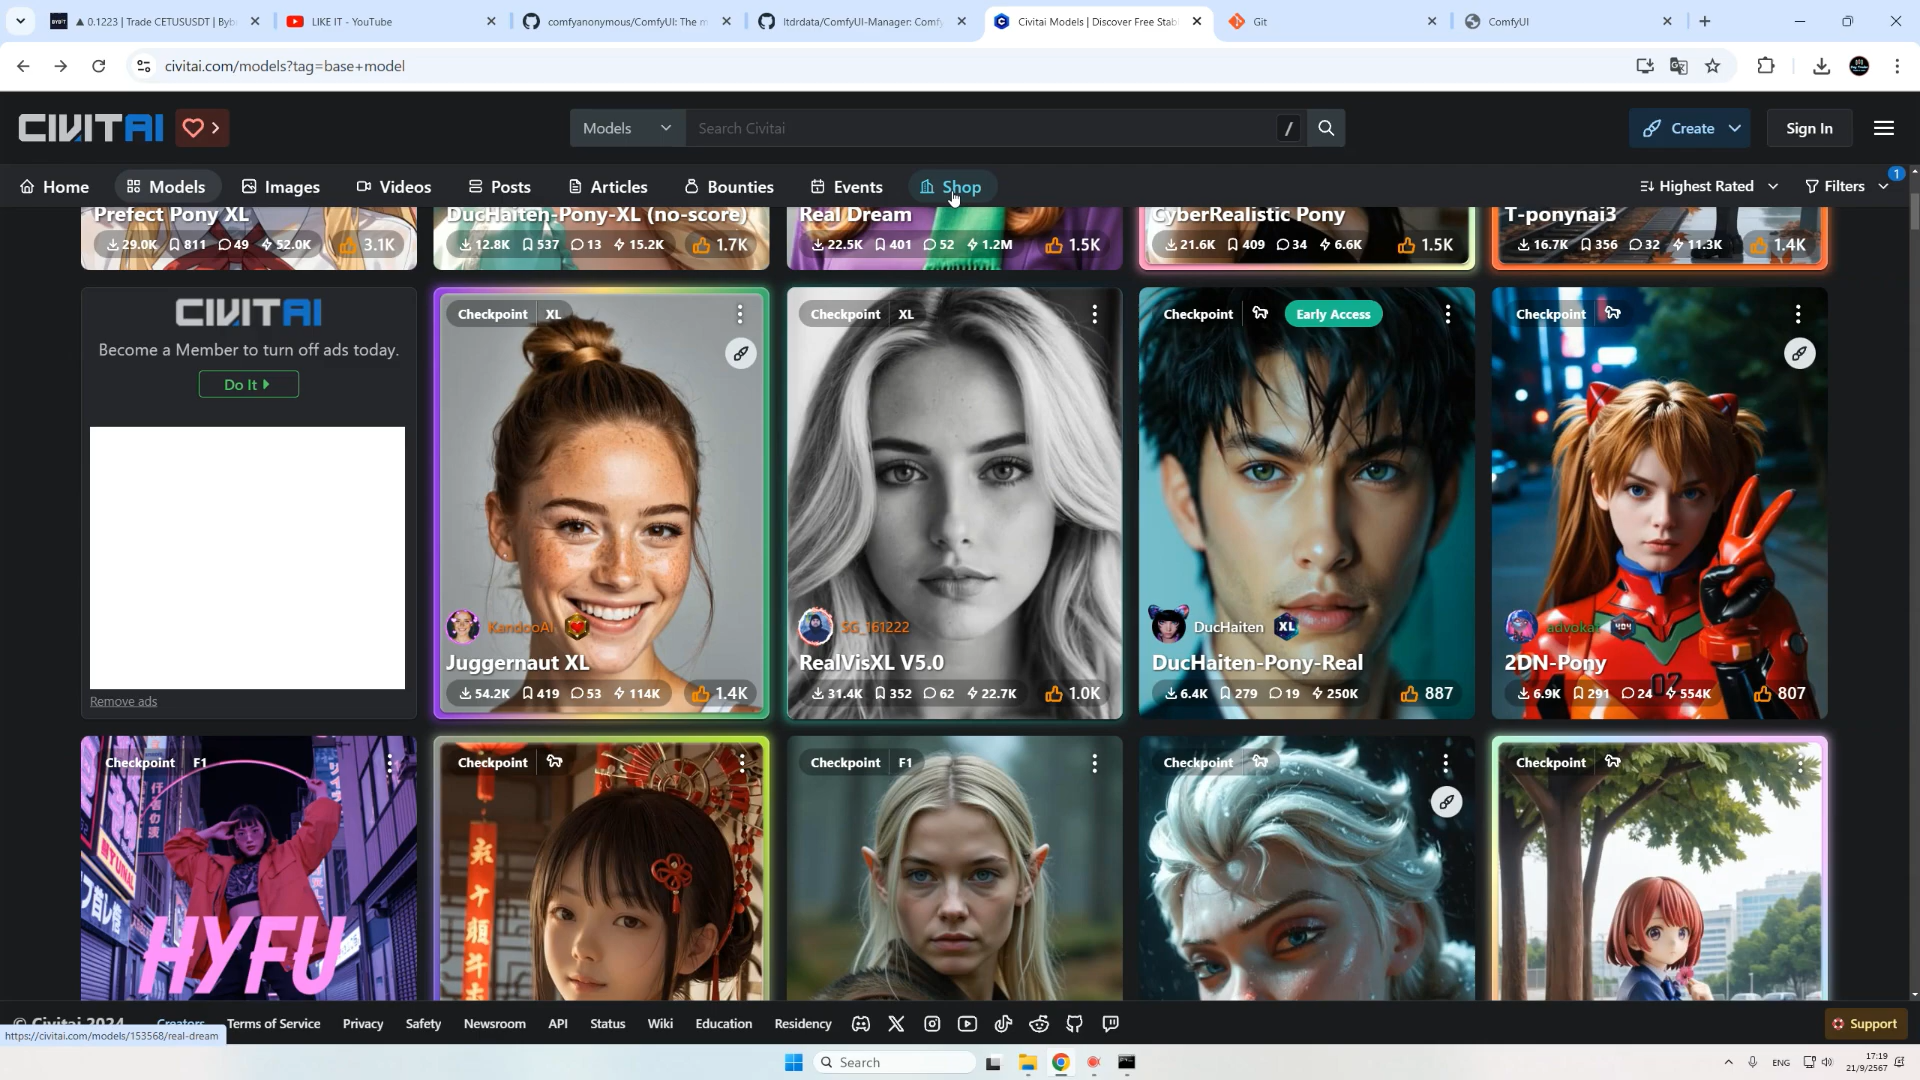 ▲ 0.1223 | Trade CETUSUSDT | Byb
LIKE IT - YouTube
comfyanonymous/ComfyUI: The m
ltdrdata/ComfyUI-Manager: Comfy
Civitai Models | Discover Free Stab
Git
ComfyUI
civitai.com/models?tag=base+model
CIVITAI
Models
Search Civitai
/
Create
Sign In
Home
Models
Images
Videos
Posts
Articles
Bounties
Events
Shop
Highest Rated
Filters
1
Prefect Pony XL
29.0K 811 49 52.0K 3.1K
DucHaiten-Pony-XL (no-score)
12.8K 537 13 15.2K 1.7K
Real Dream
22.5K 401 52 1.2M 1.5K
CyberRealistic Pony
21.6K 409 34 6.6K 1.5K
T-ponynai3
16.7K 356 32 11.3K 1.4K
CIVITAI
Become a Member to turn off ads today.
Do It
Remove ads
Checkpoint XL
KandooAI
Juggernaut XL
54.2K 419 53 114K 1.4K
Checkpoint XL
SG_161222
RealVisXL V5.0
31.4K 352 62 22.7K 1.0K
Checkpoint Early Access
DucHaiten XL
DucHaiten-Pony-Real
6.4K 279 19 250K 887
Checkpoint
advokat 404
2DN-Pony
02
6.9K 291 24 554K 807
Checkpoint F1
HYFU
Checkpoint
Checkpoint F1
Checkpoint
Checkpoint
© Civitai 2024
Creators
Terms of Service
Privacy
Safety
Newsroom
API
Status
Wiki
Education
Residency
Support
https://civitai.com/models/153568/real-dream
Search
ENG
17:19
21/9/2567